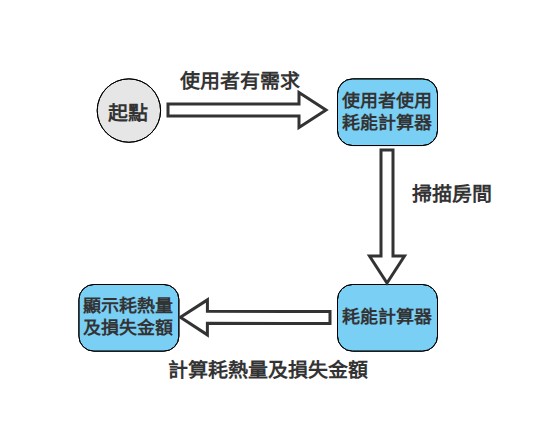 使用者有需求
起點
使用者使用
耗能計算器
掃描房間
耗能計算器
顯示耗熱量
及損失金額
計算耗熱量及損失金額